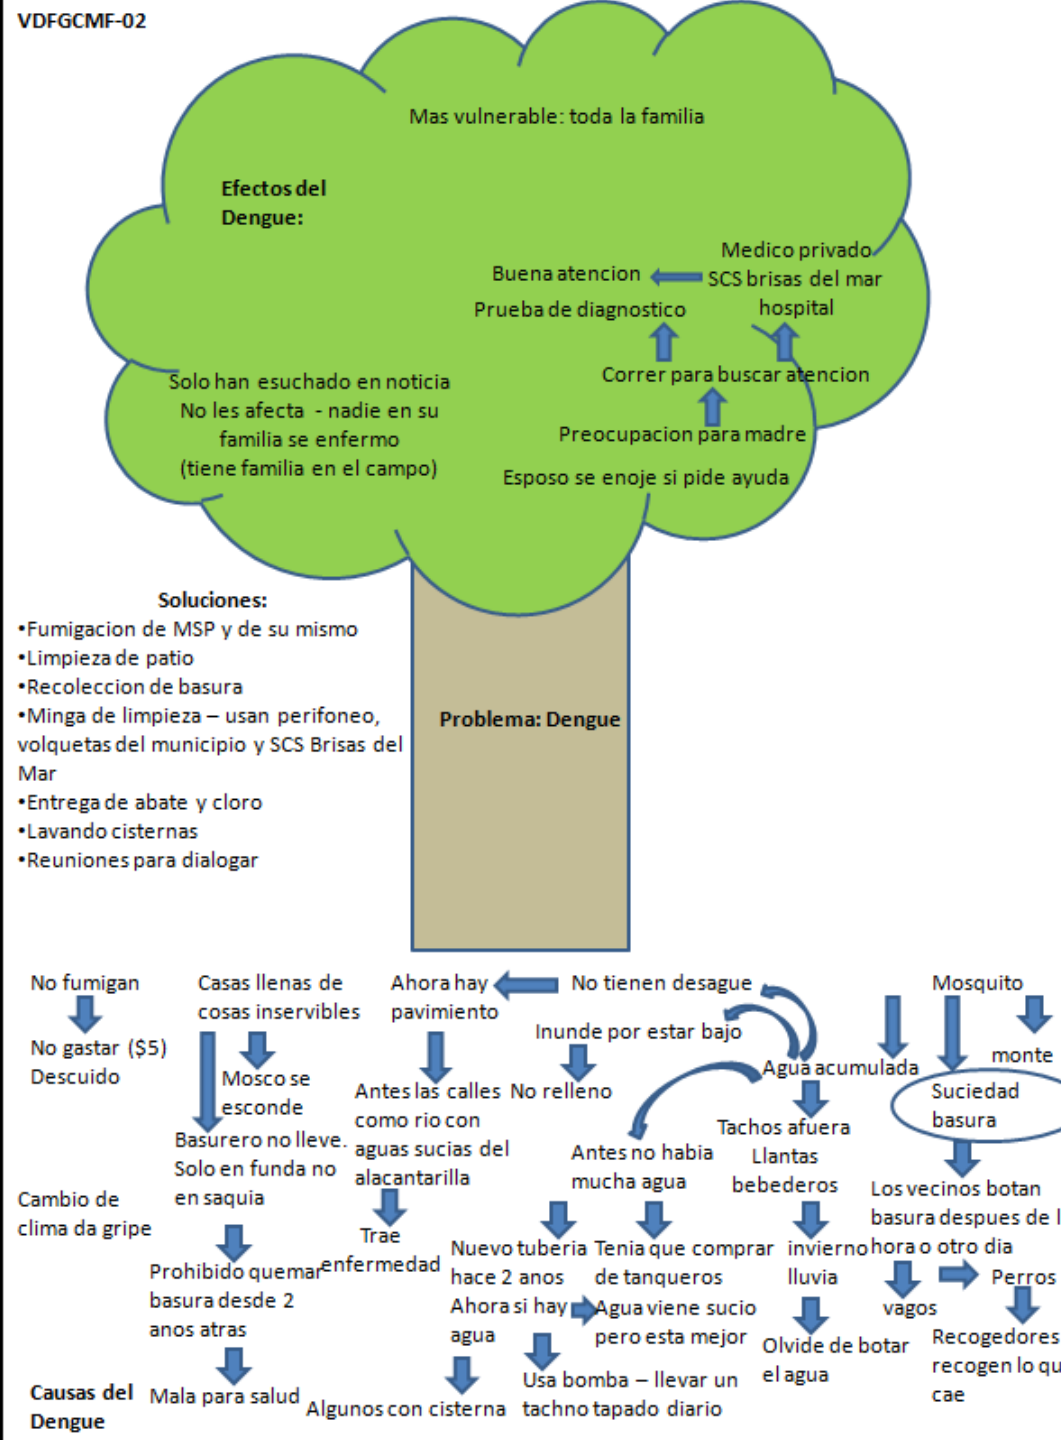 VDFGCMF-02
Mas vulnerable: toda la familia
Efectos del
Dengue:
Medico privado
SCS brisas del mar
hospital
Buena atencion
Prueba de diagnostico
Correr para buscar atencion
Preocupacion para madre
Esposo se enoje si pide ayuda
Solo han esuchado en noticia
No les afecta - nadie en su
familia se enfermo
(tiene familia en el campo)
Soluciones:
•Fumigacion de MSP y de su mismo
•Limpieza de patio
•Recoleccion de basura
•Minga de limpieza – usan perifoneo,
volquetas del municipio y SCS Brisas del
Mar
•Entrega de abate y cloro
•Lavando cisternas
•Reuniones para dialogar
Problema: Dengue
No fumigan
No gastar ($5)
Descuido
Cambio de
clima da gripe
Casas llenas de
cosas inservibles
Mosco se
esconde
Basurero no lleve.
Solo en funda no
en saquia
Prohibido quemar
basura desde 2
anos atras
Mala para salud
Ahora hay
pavimiento
Antes las calles
como rio con
aguas sucias del
alacantarilla
Trae
enfermedad
No tienen desague
Inunde por estar bajo
No relleno
Agua acumulada
Antes no habia
mucha agua
Nuevo tuberia
hace 2 anos
Ahora si hay
agua
Algunos con cisterna
Tenia que comprar
de tanqueros
Agua viene sucio
pero esta mejor
Usa bomba – llevar un
tachno tapado diario
Tachos afuera
Llantas
bebederos
invierno
lluvia
Olvide de botar
el agua
Mosquito
monte
Suciedad
basura
Los vecinos botan
basura despues de l
hora o otro dia
vagos
Perros
Recogedores
recogen lo qu
cae
Causas del
Dengue